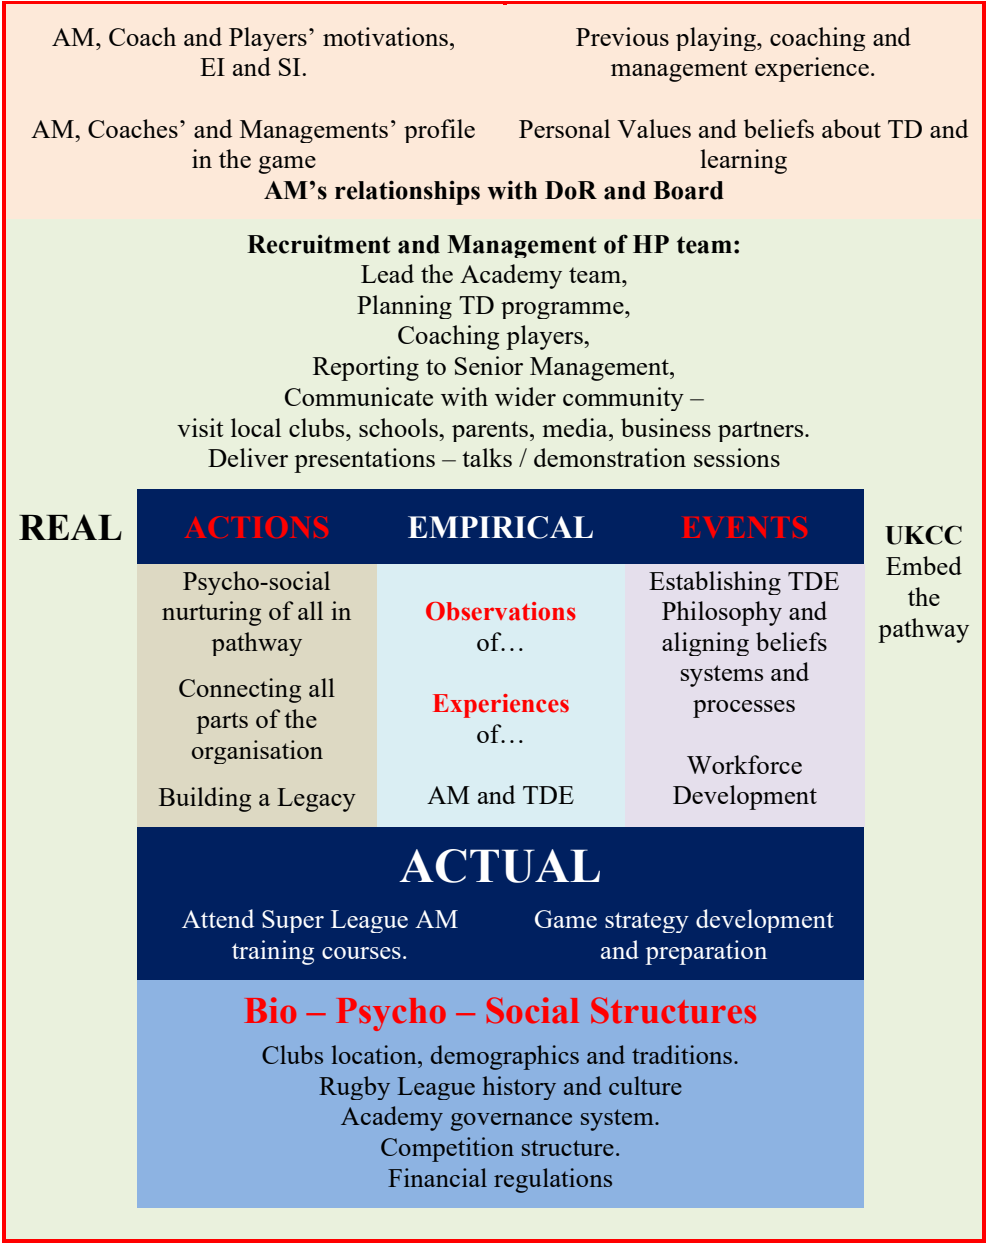 AM, Coach and Players’ motivations,
EI and SI.
Previous playing, coaching and
management experience.
AM, Coaches’ and Managements’ profile
in the game
Personal Values and beliefs about TD and
learning
AM’s relationships with DoR and Board
Recruitment and Management of HP team:
Lead the Academy team,
Planning TD programme,
Coaching players,
Reporting to Senior Management,
Communicate with wider community –
visit local clubs, schools, parents, media, business partners.
Deliver presentations – talks / demonstration sessions
REAL
ACTIONS
Psycho-social
nurturing of all in
pathway
Connecting all
parts of the
organisation
Building a Legacy
EMPIRICAL
Observations
of…
Experiences
of…
AM and TDE
EVENTS
Establishing TDE
Philosophy and
aligning beliefs
systems and
processes
Workforce
Development
UKCC
Embed
the
pathway
ACTUAL
Attend Super League AM
training courses.
Game strategy development
and preparation
Bio – Psycho – Social Structures
Clubs location, demographics and traditions.
Rugby League history and culture
Academy governance system.
Competition structure.
Financial regulations